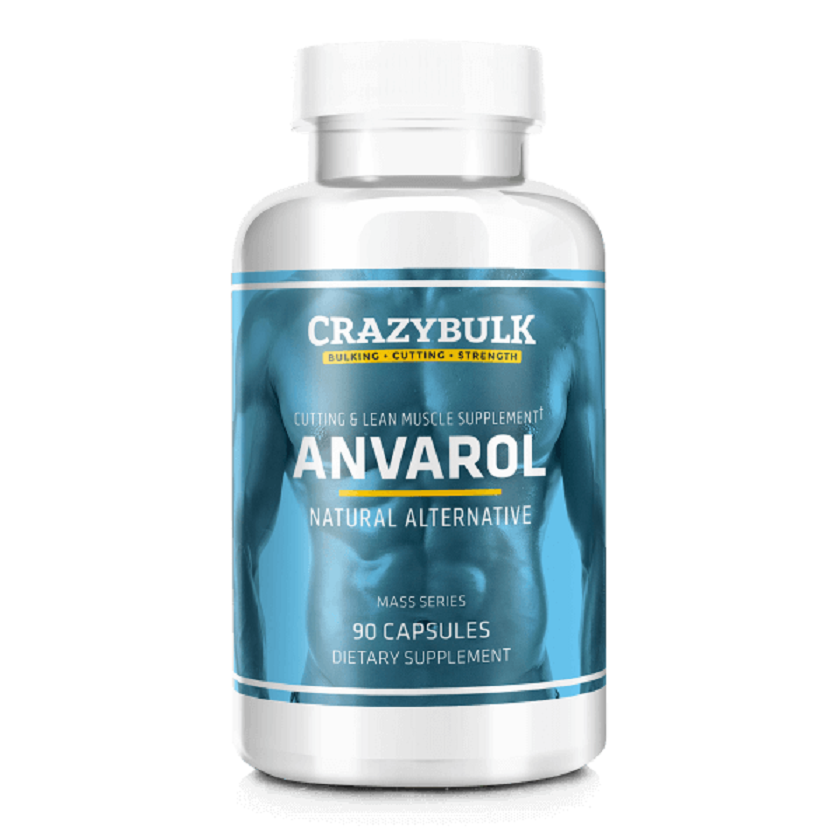 CRAZYBULK
BULKING • CUTTING • STRENGTH
CUTTING & LEAN MUSCLE SUPPLEMENT†
ANVAROL
NATURAL ALTERNATIVE
MASS SERIES
90 CAPSULES
DIETARY SUPPLEMENT